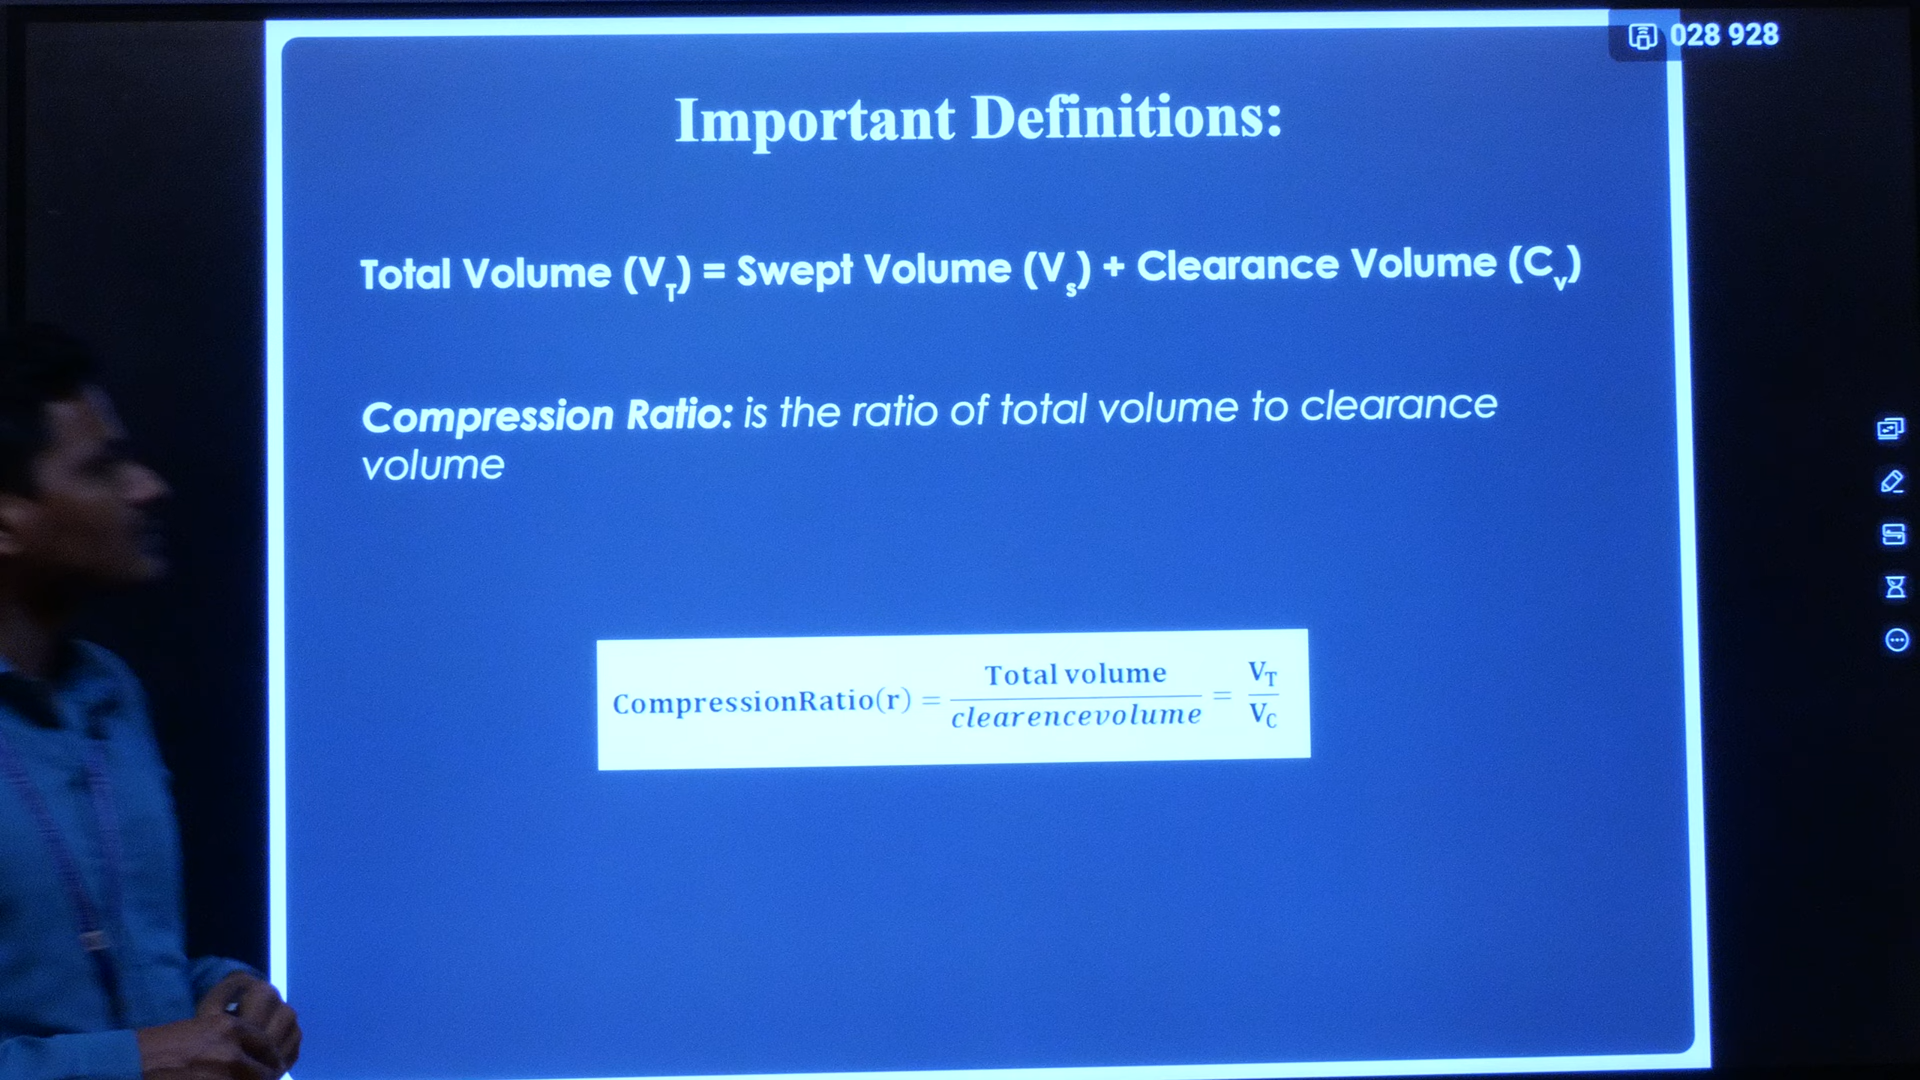 028 928
Important Definitions:
Total Volume (V_T) = Swept Volume (V_s) + Clearance Volume (C_v)
Compression Ratio: is the ratio of total volume to clearance
volume
CompressionRatio(r) = Total volume / clearencevolume = V_T / V_C